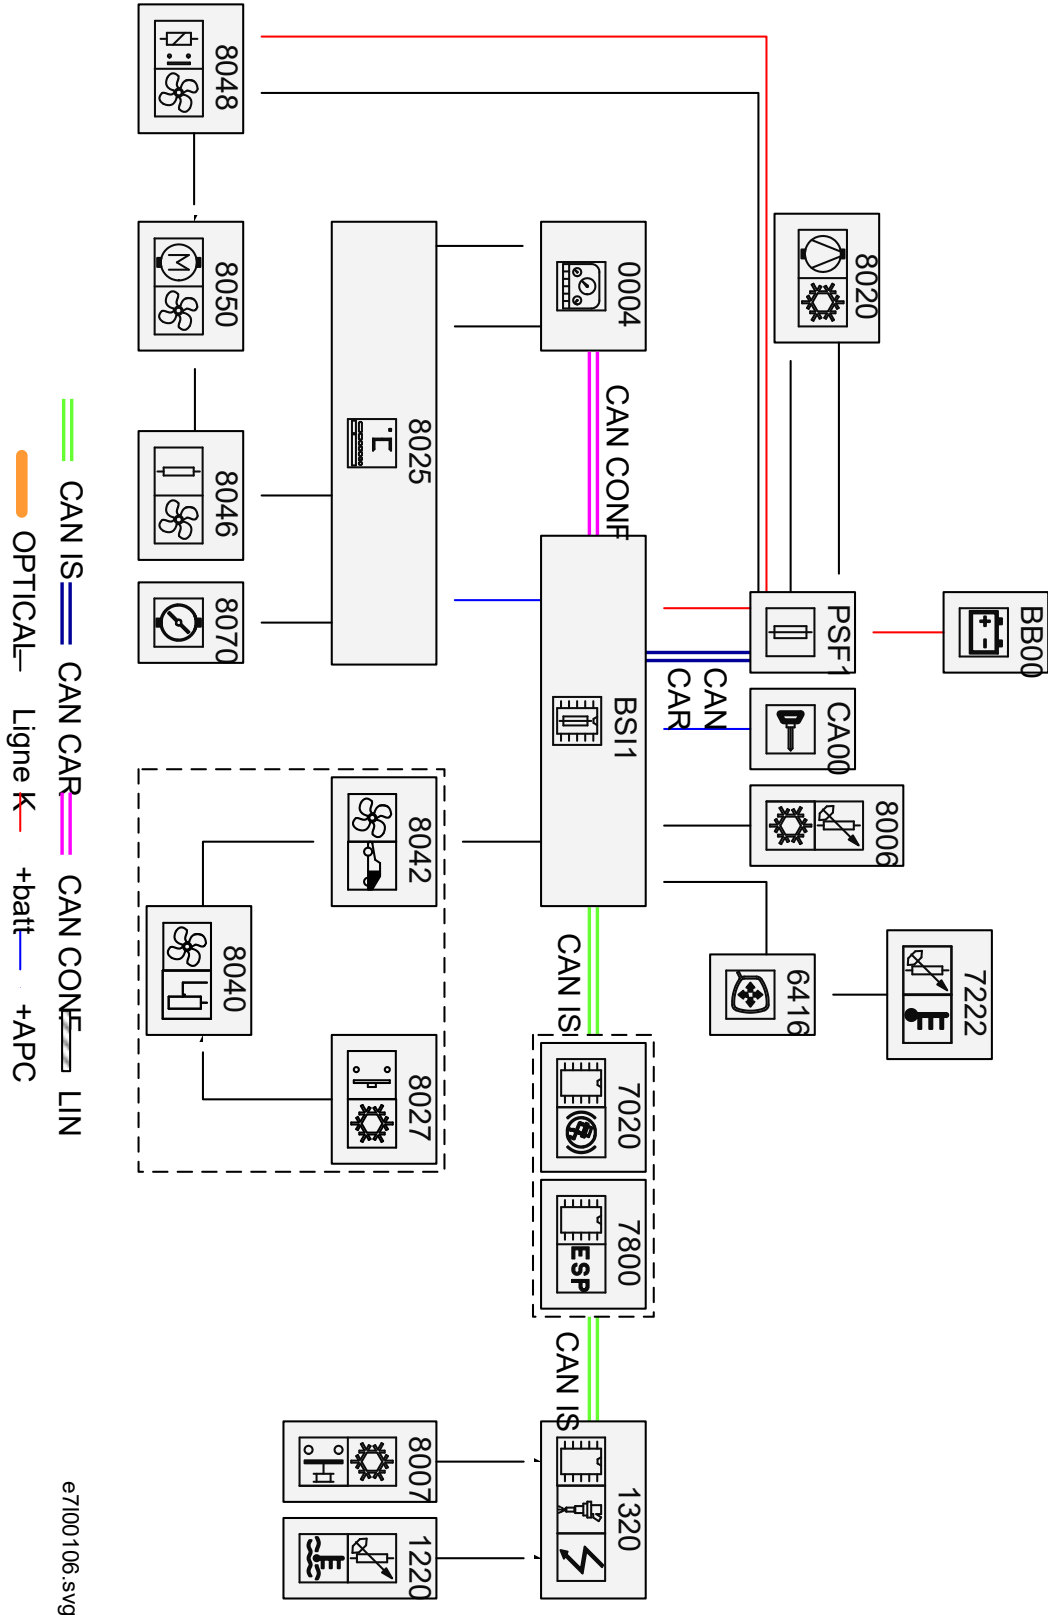 BB00
8020
PSF1
CA00
8006
7222
6416
CAN
CAR
0004
CAN CONF
BSI1
CAN IS
7020
7800
ESP
CAN IS
1320
8025
°C
8042
8027
8007
1220
8048
8050
M
8046
8070
8040
CAN IS
CAN CAR
CAN CONF
LIN
OPTICAL
Ligne K
+batt
+APC
e7l00106.svg